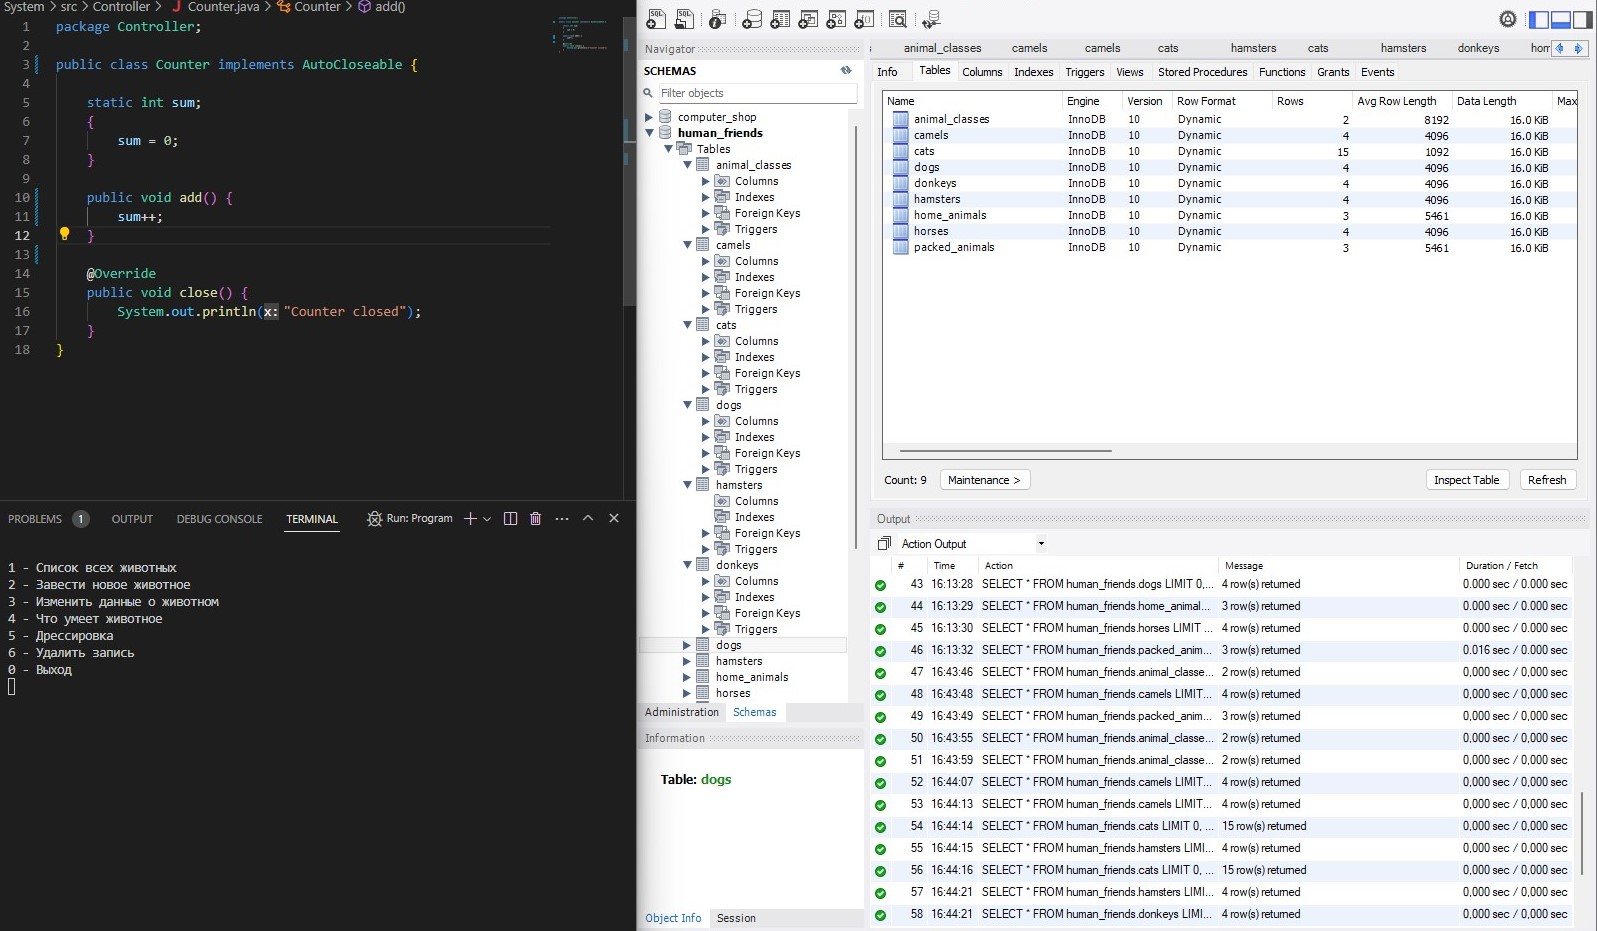 System > src > Controller > J Counter.java > Counter > add()
1 package Controller;
2
3 public class Counter implements AutoCloseable {
4
5 static int sum;
6 {
7 sum = 0;
8 }
9
10 public void add() {
11 sum++;
12 }
13
14 @Override
15 public void close() {
16 System.out.println(x: "Counter closed");
17 }
18 }
PROBLEMS 1 OUTPUT DEBUG CONSOLE TERMINAL Run: Program
1 - Список всех животных
2 - Завести новое животное
3 - Изменить данные о животном
4 - Что умеет животное
5 - Дрессировка
6 - Удалить запись
0 - Выход
Navigator
SCHEMAS
Filter objects
computer_shop
human_friends
Tables
animal_classes
Columns
Indexes
Foreign Keys
Triggers
camels
Columns
Indexes
Foreign Keys
Triggers
cats
Columns
Indexes
Foreign Keys
Triggers
dogs
Columns
Indexes
Foreign Keys
Triggers
hamsters
Columns
Indexes
Foreign Keys
Triggers
donkeys
Columns
Indexes
Foreign Keys
Triggers
dogs
hamsters
home_animals
horses
Administration Schemas
Information
Table: dogs
Object Info Session
animal_classes camels camels cats hamsters cats hamsters donkeys hom
Info Tables Columns Indexes Triggers Views Stored Procedures Functions Grants Events
Name Engine Version Row Format Rows Avg Row Length Data Length Max
animal_classes InnoDB 10 Dynamic 2 8192 16.0 KiB
camels InnoDB 10 Dynamic 4 4096 16.0 KiB
cats InnoDB 10 Dynamic 15 1092 16.0 KiB
dogs InnoDB 10 Dynamic 4 4096 16.0 KiB
donkeys InnoDB 10 Dynamic 4 4096 16.0 KiB
hamsters InnoDB 10 Dynamic 4 4096 16.0 KiB
home_animals InnoDB 10 Dynamic 3 5461 16.0 KiB
horses InnoDB 10 Dynamic 4 4096 16.0 KiB
packed_animals InnoDB 10 Dynamic 3 5461 16.0 KiB
Count: 9 Maintenance > Inspect Table Refresh
Output
Action Output
# Time Action Message Duration / Fetch
43 16:13:28 SELECT * FROM human_friends.dogs LIMIT 0,... 4 row(s) returned 0.000 sec / 0.000 sec
44 16:13:29 SELECT * FROM human_friends.home_animal... 3 row(s) returned 0.000 sec / 0.000 sec
45 16:13:30 SELECT * FROM human_friends.horses LIMIT ... 4 row(s) returned 0.000 sec / 0.000 sec
46 16:13:32 SELECT * FROM human_friends.packed_anim... 3 row(s) returned 0.016 sec / 0.000 sec
47 16:43:46 SELECT * FROM human_friends.animal_classe... 2 row(s) returned 0,000 sec / 0,000 sec
48 16:43:48 SELECT * FROM human_friends.camels LIMIT... 4 row(s) returned 0,000 sec / 0,000 sec
49 16:43:49 SELECT * FROM human_friends.packed_anim... 3 row(s) returned 0,000 sec / 0,000 sec
50 16:43:55 SELECT * FROM human_friends.animal_classe... 2 row(s) returned 0,000 sec / 0,000 sec
51 16:43:59 SELECT * FROM human_friends.animal_classe... 2 row(s) returned 0,000 sec / 0,000 sec
52 16:44:07 SELECT * FROM human_friends.camels LIMIT... 4 row(s) returned 0,000 sec / 0,000 sec
53 16:44:13 SELECT * FROM human_friends.camels LIMIT... 4 row(s) returned 0,000 sec / 0,000 sec
54 16:44:14 SELECT * FROM human_friends.cats LIMIT 0, ... 15 row(s) returned 0,000 sec / 0,000 sec
55 16:44:15 SELECT * FROM human_friends.hamsters LIMI... 4 row(s) returned 0,000 sec / 0,000 sec
56 16:44:16 SELECT * FROM human_friends.cats LIMIT 0, ... 15 row(s) returned 0,000 sec / 0,000 sec
57 16:44:21 SELECT * FROM human_friends.hamsters LIMI... 4 row(s) returned 0,000 sec / 0,000 sec
58 16:44:21 SELECT * FROM human_friends.donkeys LIMI... 4 row(s) returned 0,000 sec / 0,000 sec